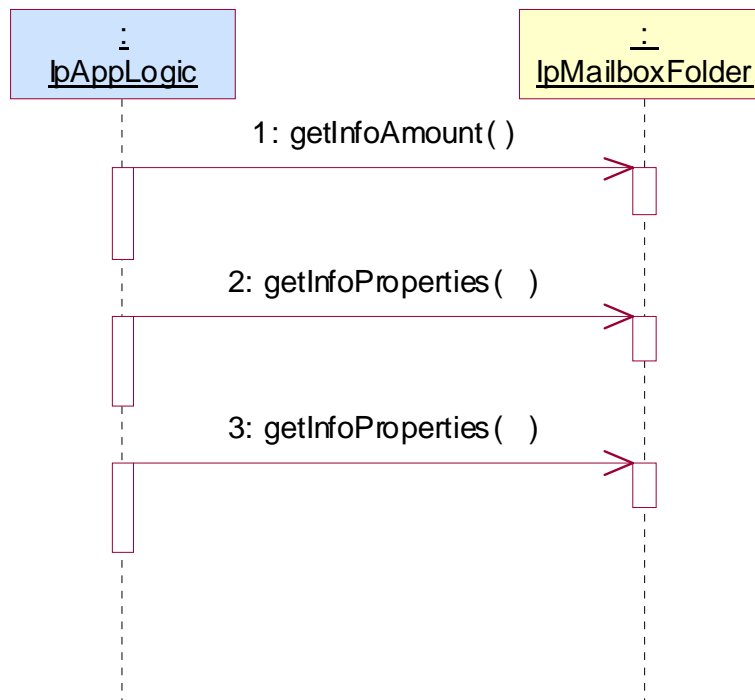 :
IpAppLogic
:
IpMailboxFolder
1: getInfoAmount( )
2: getInfoProperties( )
3: getInfoProperties( )